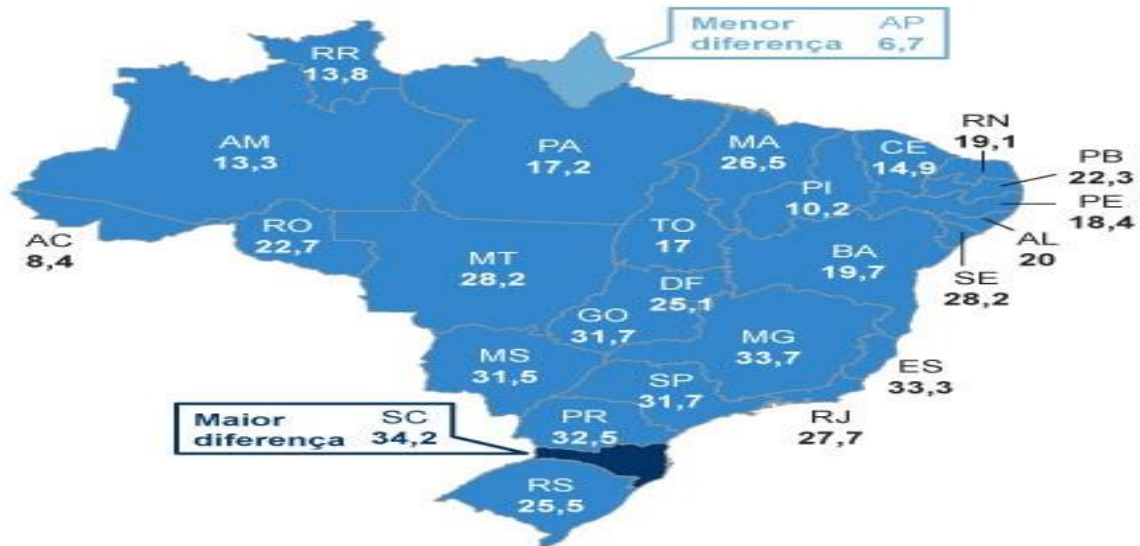 Menor AP
diferença 6,7
RR
13,8
AM
13,3
PA
17,2
MA
26,5
CE
14,9
RN
19,1
PB
22,3
PI
10,2
PE
18,4
AC
8,4
RO
22,7
TO
17
AL
20
BA
19,7
MT
28,2
SE
28,2
DF
25,1
GO
31,7
MG
33,7
MS
31,5
ES
33,3
SP
31,7
RJ
27,7
Maior SC
diferença 34,2
PR
32,5
RS
25,5